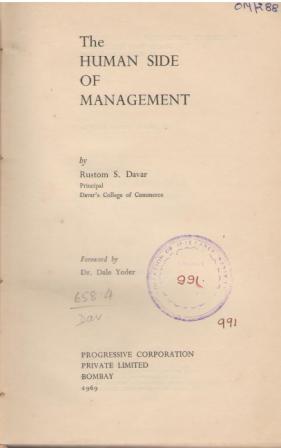 The
HUMAN SIDE
OF
MANAGEMENT
by
Rustom S. Davar
Principal
Davar's College of Commerce
Foreword by
Dr. Dale Yoder
658.4
Dav
991
991
PROGRESSIVE CORPORATION
PRIVATE LIMITED
BOMBAY
1969